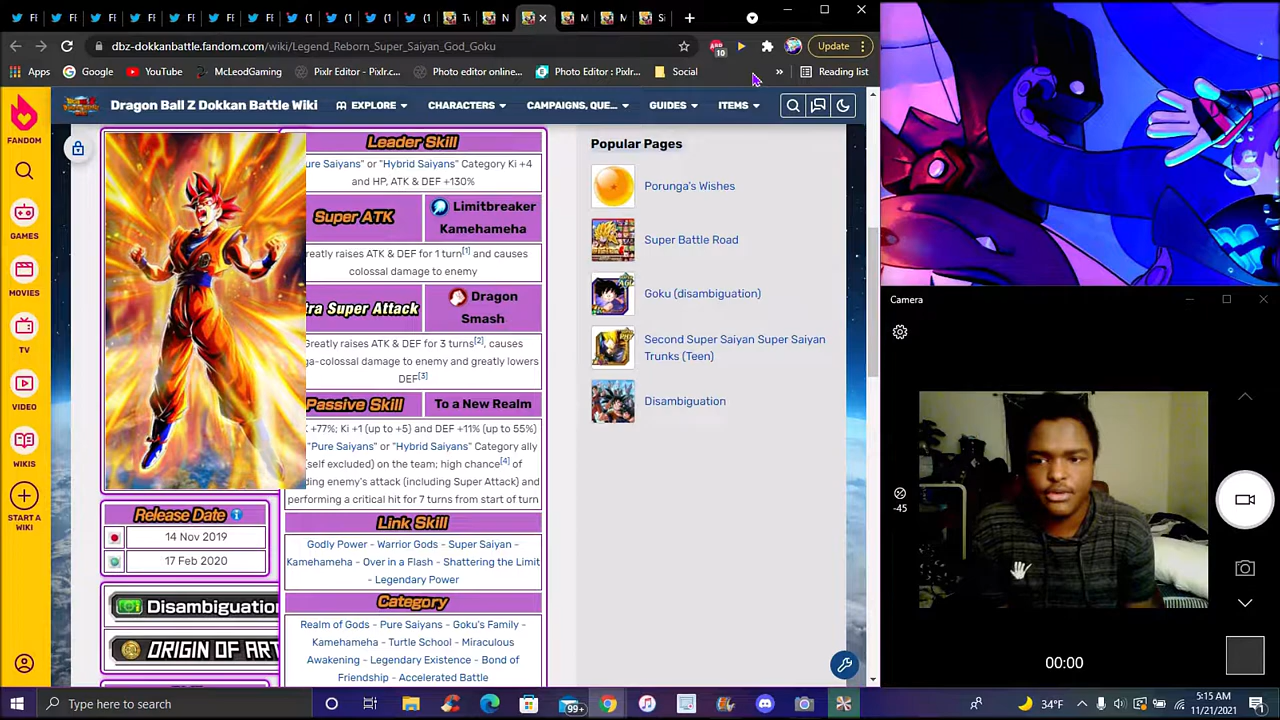 (1
(1
(1
T
N
M
M
Si
dbz-dokkanbattle.fandom.com/wiki/Legend_Reborn_Super_Saiyan_God_Goku
10
Update
Apps
Google
YouTube
McLeodGaming
Pixlr Editor - Pixlr.c...
Photo editor online...
Photo Editor : Pixlr...
Social
»
Reading list
FANDOM
GAMES
MOVIES
TV
VIDEO
WIKIS
START A
WIKI
Dragon Ball Z Dokkan Battle Wiki
EXPLORE
CHARACTERS
CAMPAIGNS, QUE...
GUIDES
ITEMS
Leader Skill
ure Saiyans" or "Hybrid Saiyans" Category Ki +4
and HP, ATK & DEF +130%
Super ATK
Limitbreaker
Kamehameha
reatly raises ATK & DEF for 1 turn[1] and causes
colossal damage to enemy
tra Super Attack
Dragon
Smash
Greatly raises ATK & DEF for 3 turns[2], causes
ga-colossal damage to enemy and greatly lowers
DEF[3]
Passive Skill
To a New Realm
+77%; Ki +1 (up to +5) and DEF +11% (up to 55%)
"Pure Saiyans" or "Hybrid Saiyans" Category ally
self excluded) on the team; high chance[4] of
ding enemy's attack (including Super Attack) and
performing a critical hit for 7 turns from start of turn
Link Skill
Godly Power - Warrior Gods - Super Saiyan -
Kamehameha - Over in a Flash - Shattering the Limit
- Legendary Power
Category
Realm of Gods - Pure Saiyans - Goku's Family -
Kamehameha - Turtle School - Miraculous
Awakening - Legendary Existence - Bond of
Friendship - Accelerated Battle
Release Date
14 Nov 2019
17 Feb 2020
Disambiguation
ORIGIN OF ART
Popular Pages
Porunga's Wishes
Super Battle Road
Goku (disambiguation)
Second Super Saiyan Super Saiyan
Trunks (Teen)
Disambiguation
Camera
-45
00:00
Type here to search
99+
34°F
5:15 AM
11/21/2021